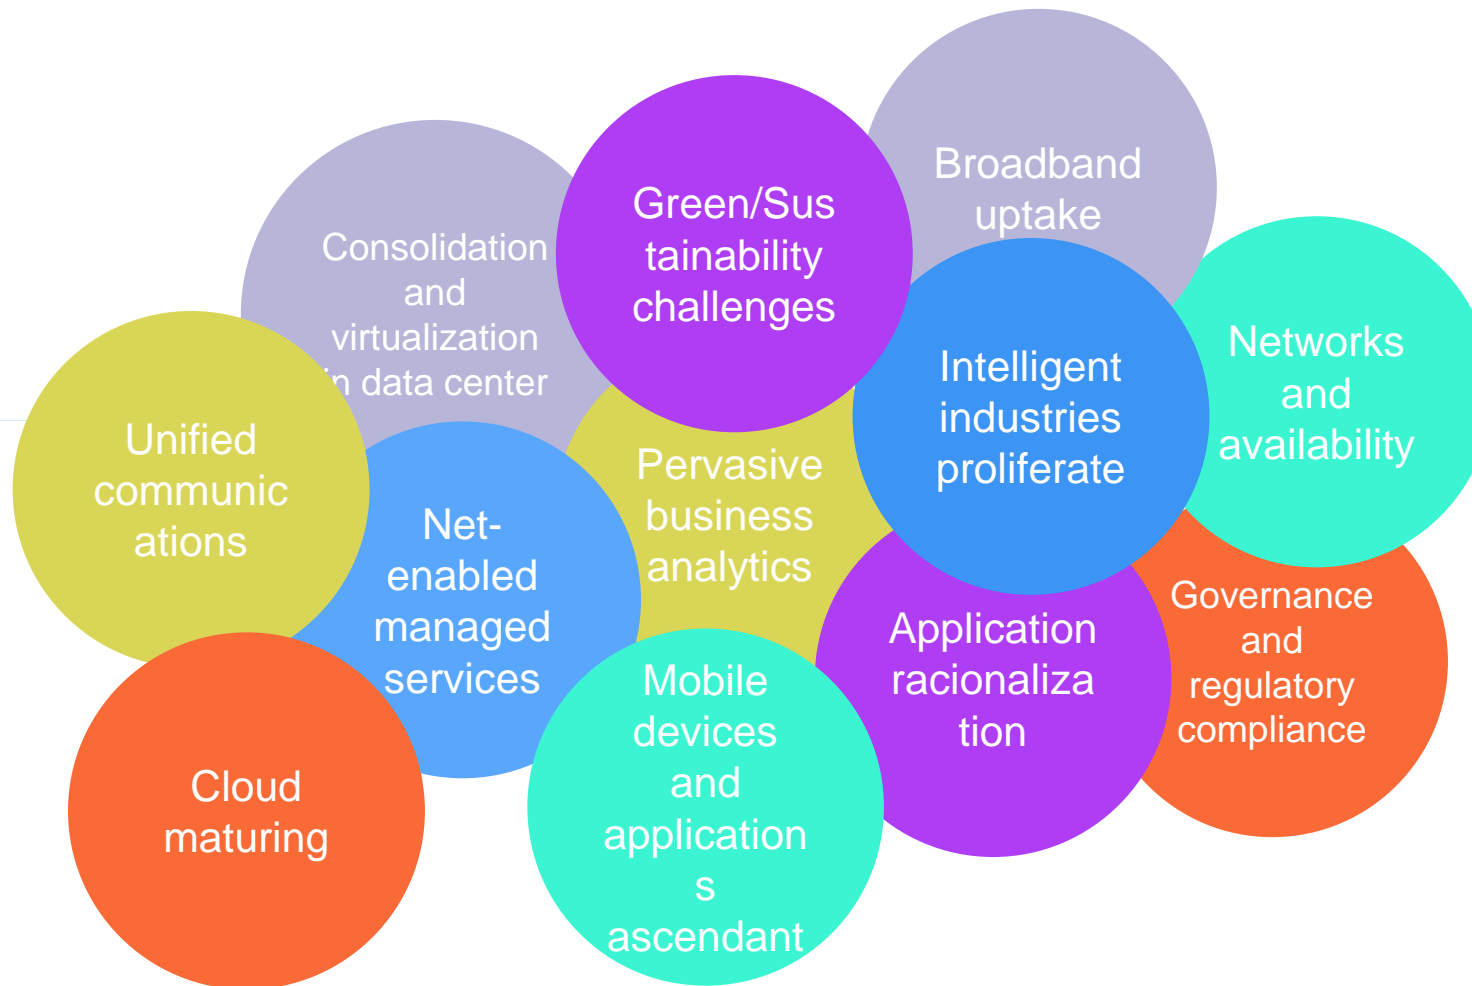 Broadband
uptake
Green/Sus
tainability
challenges
Consolidation
and
virtualization
in data center
Networks
and
availability
Intelligent
industries
proliferate
Unified
communic
ations
Pervasive
business
analytics
Net-
enabled
managed
services
Governance
and
regulatory
compliance
Application
racionaliza
tion
Mobile
devices
and
application
s
ascendant
Cloud
maturing